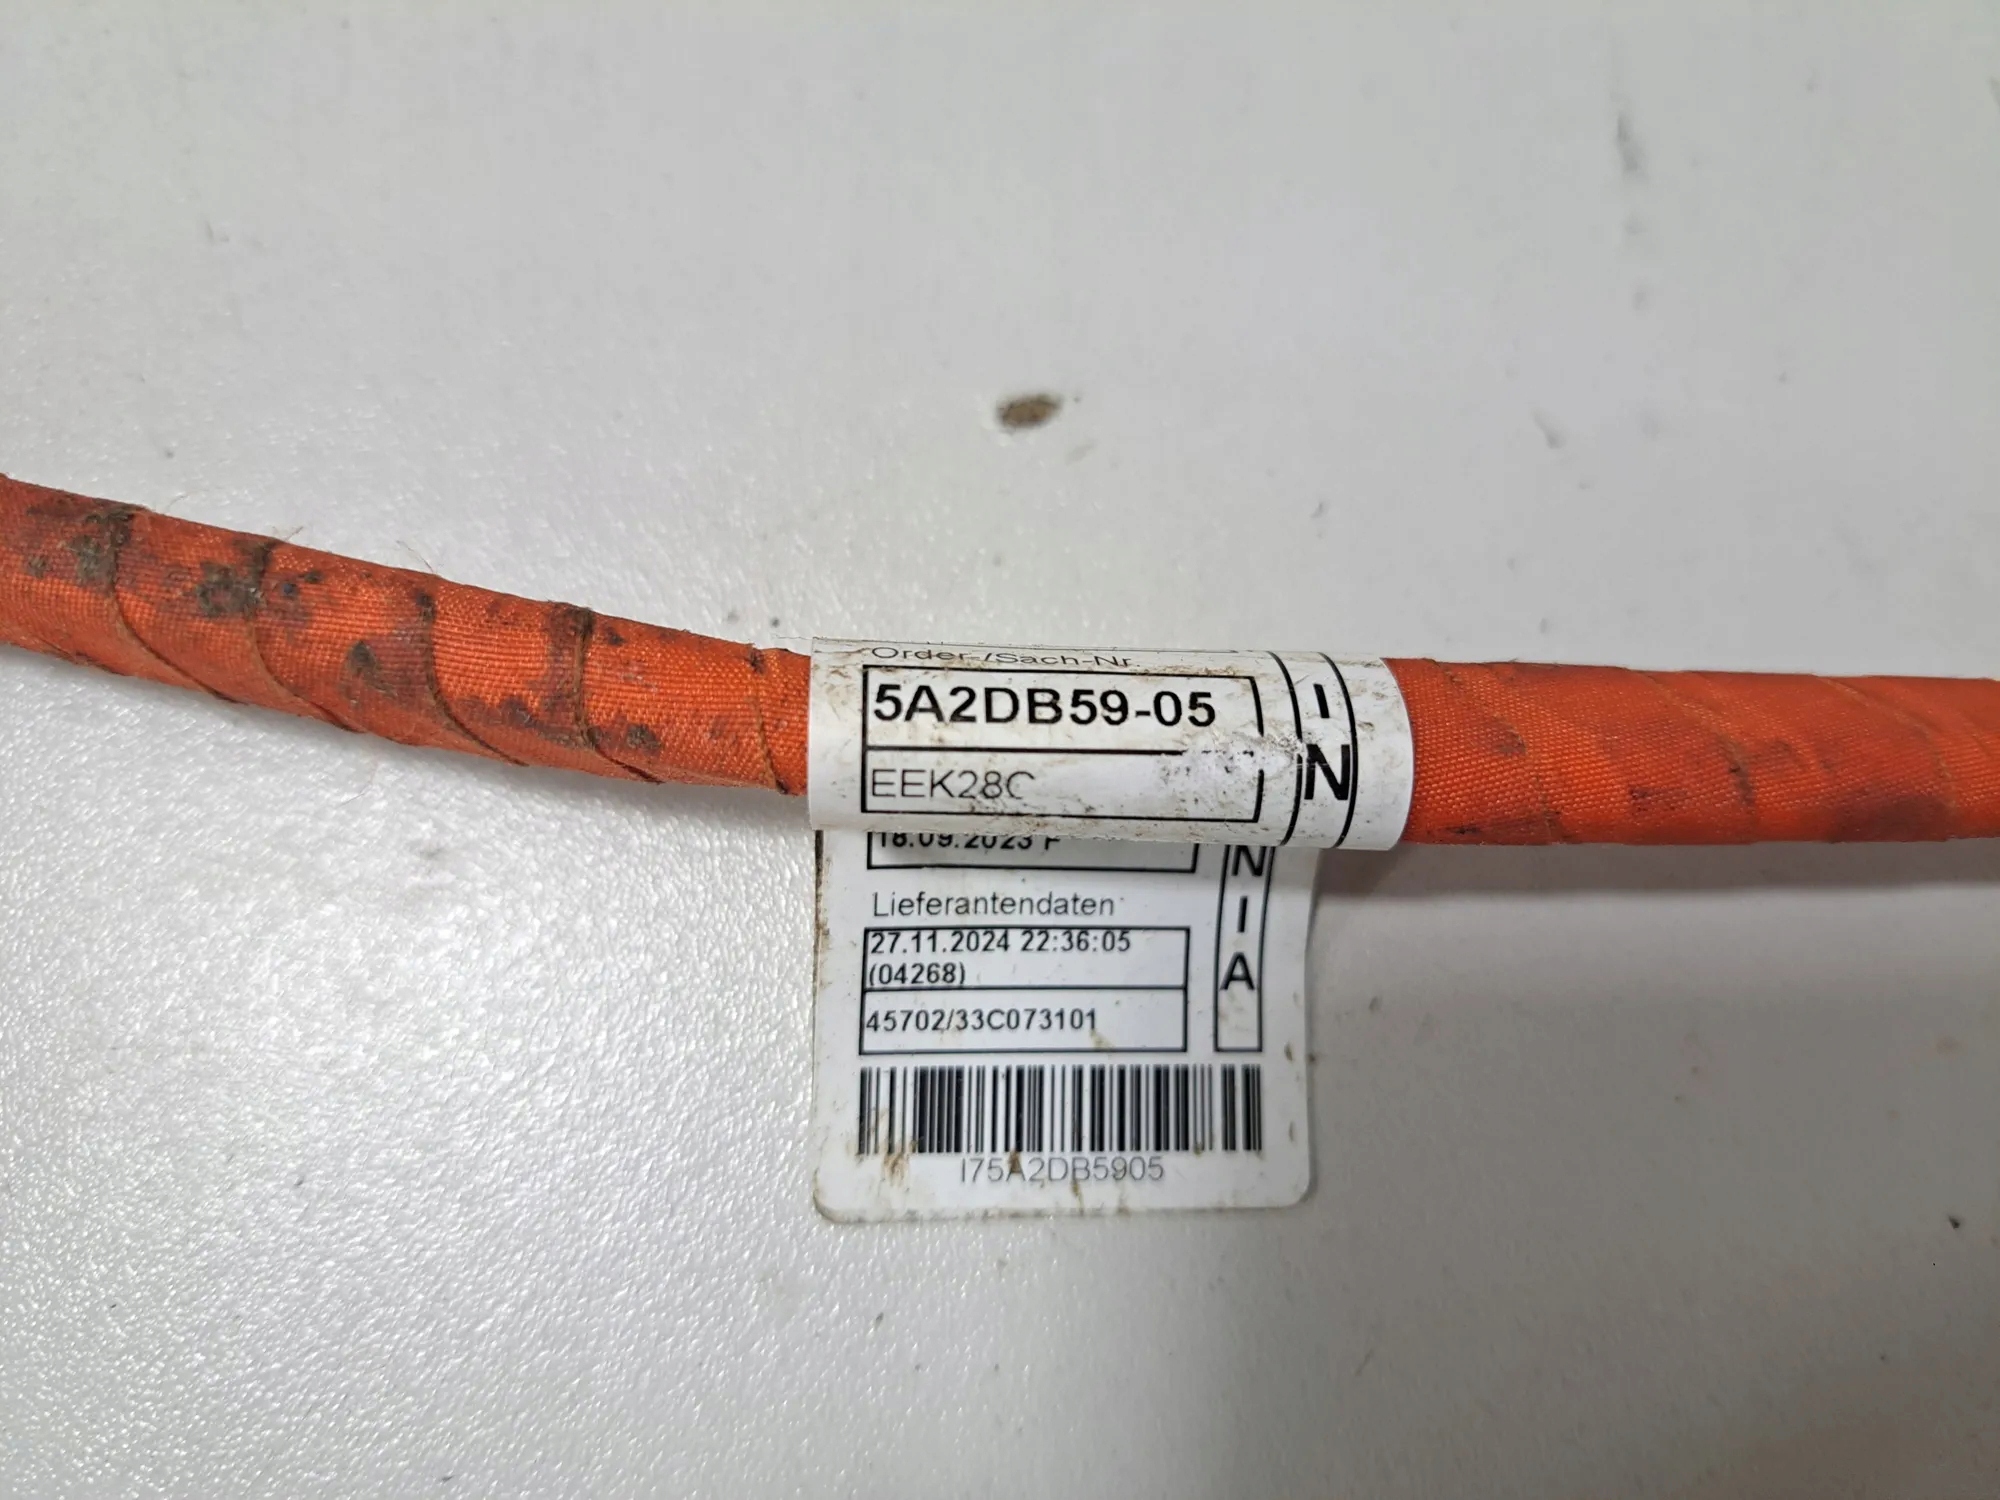 Order-/Sach-Nr.
5A2DB59-05
EEK28C
I
N
18.09.2023 F
Lieferantendaten
27.11.2024 22:36:05
(04268)
45702/33C073101
N
I
A
I75A2DB5905